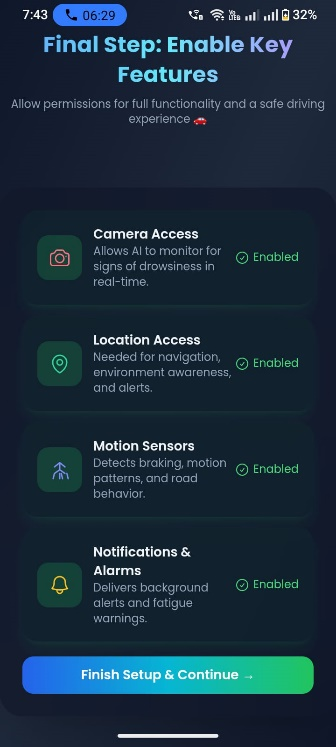 7:43 06:29 Vo LTE2 32%
Final Step: Enable Key
Features
Allow permissions for full functionality and a safe driving
experience 🚗
Camera Access
Allows AI to monitor for
signs of drowsiness in
real-time.
Enabled
Location Access
Needed for navigation,
environment awareness,
and alerts.
Enabled
Motion Sensors
Detects braking, motion
patterns, and road
behavior.
Enabled
Notifications &
Alarms
Delivers background
alerts and fatigue
warnings.
Enabled
Finish Setup & Continue →